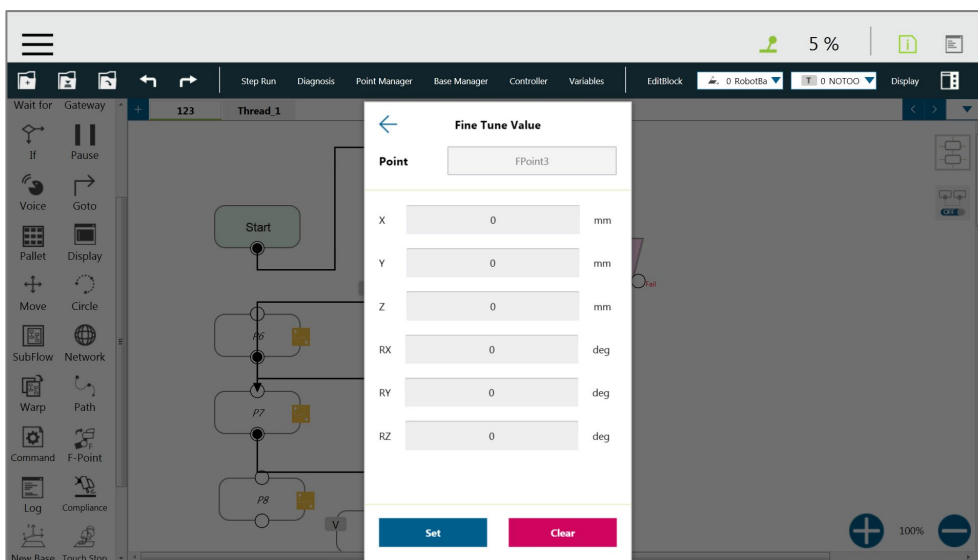 5 %
Step Run Diagnosis Point Manager Base Manager Controller Variables EditBlock 0 RobotBa T 0 NOTOO Display
Wait for Gateway + 123 Thread_1 < >
If Pause
Voice Goto
Pallet Display
OFF
Move Circle
SubFlow Network
Warp Path
Command F-Point
Log Compliance
New Base Touch Stop
Start
P6
P7
P8
V
Fail
Fine Tune Value
Point FPoint3
X 0 mm
Y 0 mm
Z 0 mm
RX 0 deg
RY 0 deg
RZ 0 deg
Set Clear
100%